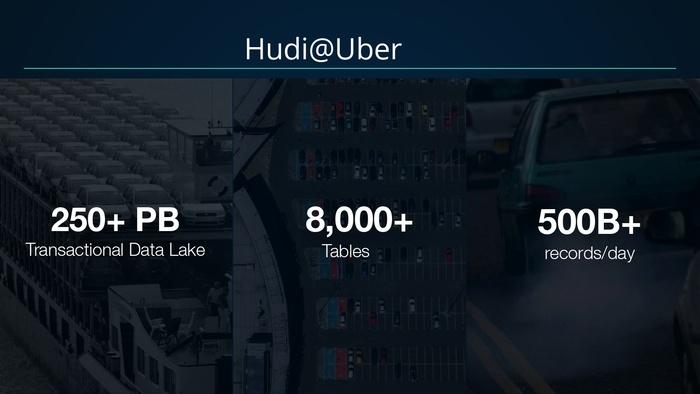 Hudi@Uber
250+ PB
Transactional Data Lake
8,000+
Tables
500B+
records/day